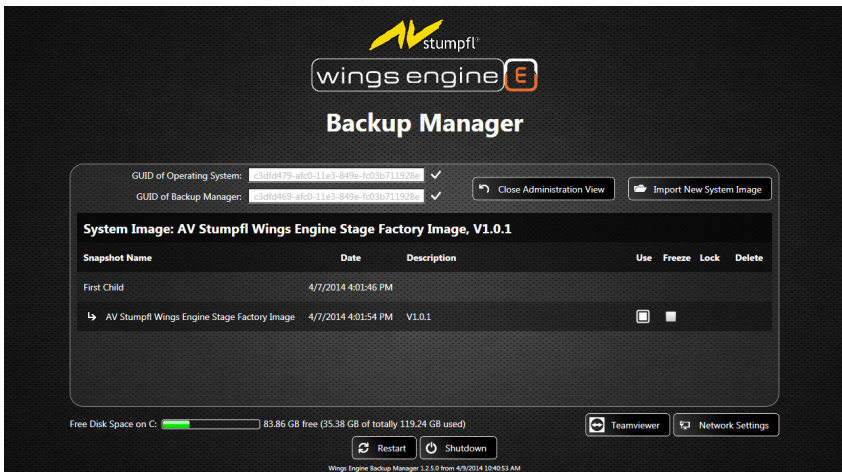 AV
stumpfl®
wings engine E
Backup Manager
GUID of Operating System: c3dfd479-afc0-11e3-849e-fc03b711928e
GUID of Backup Manager: c3dfd469-afc0-11e3-849e-fc03b711928e
Close Administration View
Import New System Image
System Image: AV Stumpfl Wings Engine Stage Factory Image, V1.0.1
Snapshot Name Date Description Use Freeze Lock Delete
First Child 4/7/2014 4:01:46 PM
AV Stumpfl Wings Engine Stage Factory Image 4/7/2014 4:01:54 PM V1.0.1
Free Disk Space on C: 83.86 GB free (35.38 GB of totally 119.24 GB used)
Teamviewer
Network Settings
Restart
Shutdown
Wings Engine Backup Manager 1.2.5.0 from 4/9/2014 10:40:53 AM